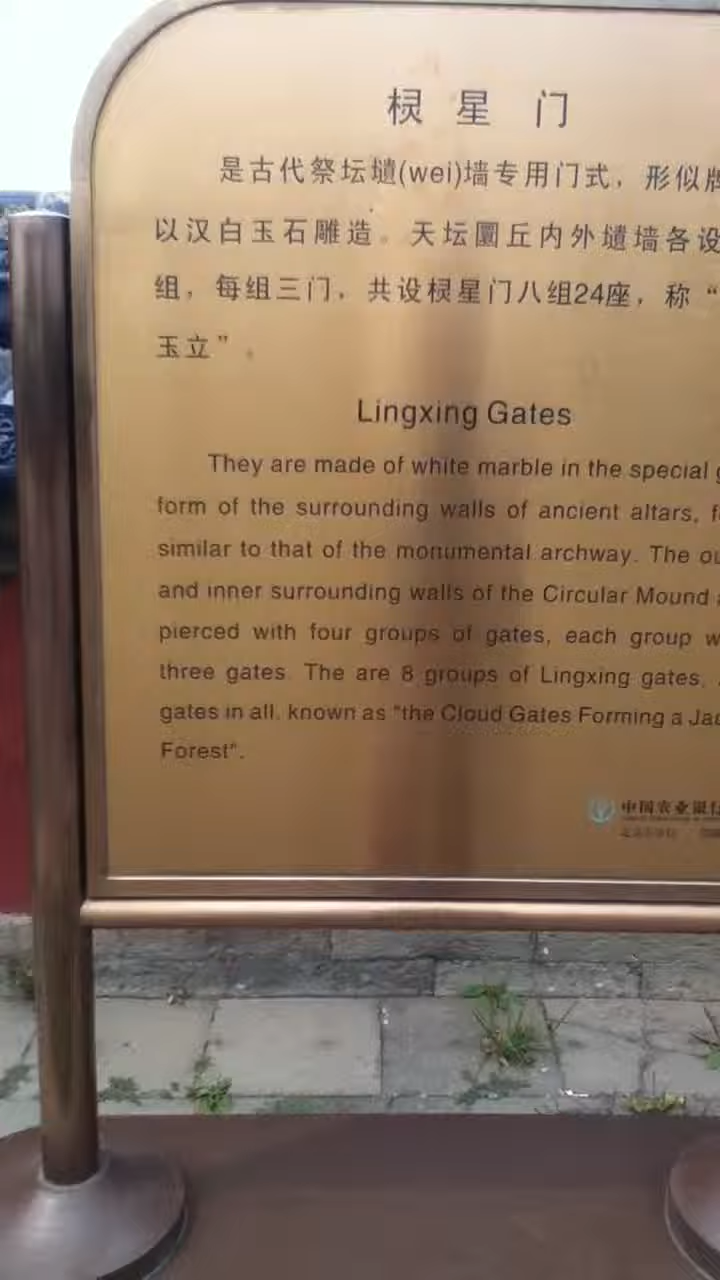 棂星门
是古代祭坛壝(wei)墙专用门式，形似牌
以汉白玉石雕造。天坛圜丘内外壝墙各设
组，每组三门，共设棂星门八组24座，称“
玉立”。
Lingxing Gates
They are made of white marble in the special
form of the surrounding walls of ancient altars,
similar to that of the monumental archway. The
and inner surrounding walls of the Circular Mound
pierced with four groups of gates, each group
three gates. The are 8 groups of Lingxing gates,
gates in all, known as "the Cloud Gates Forming a
Forest".
中国农业银行